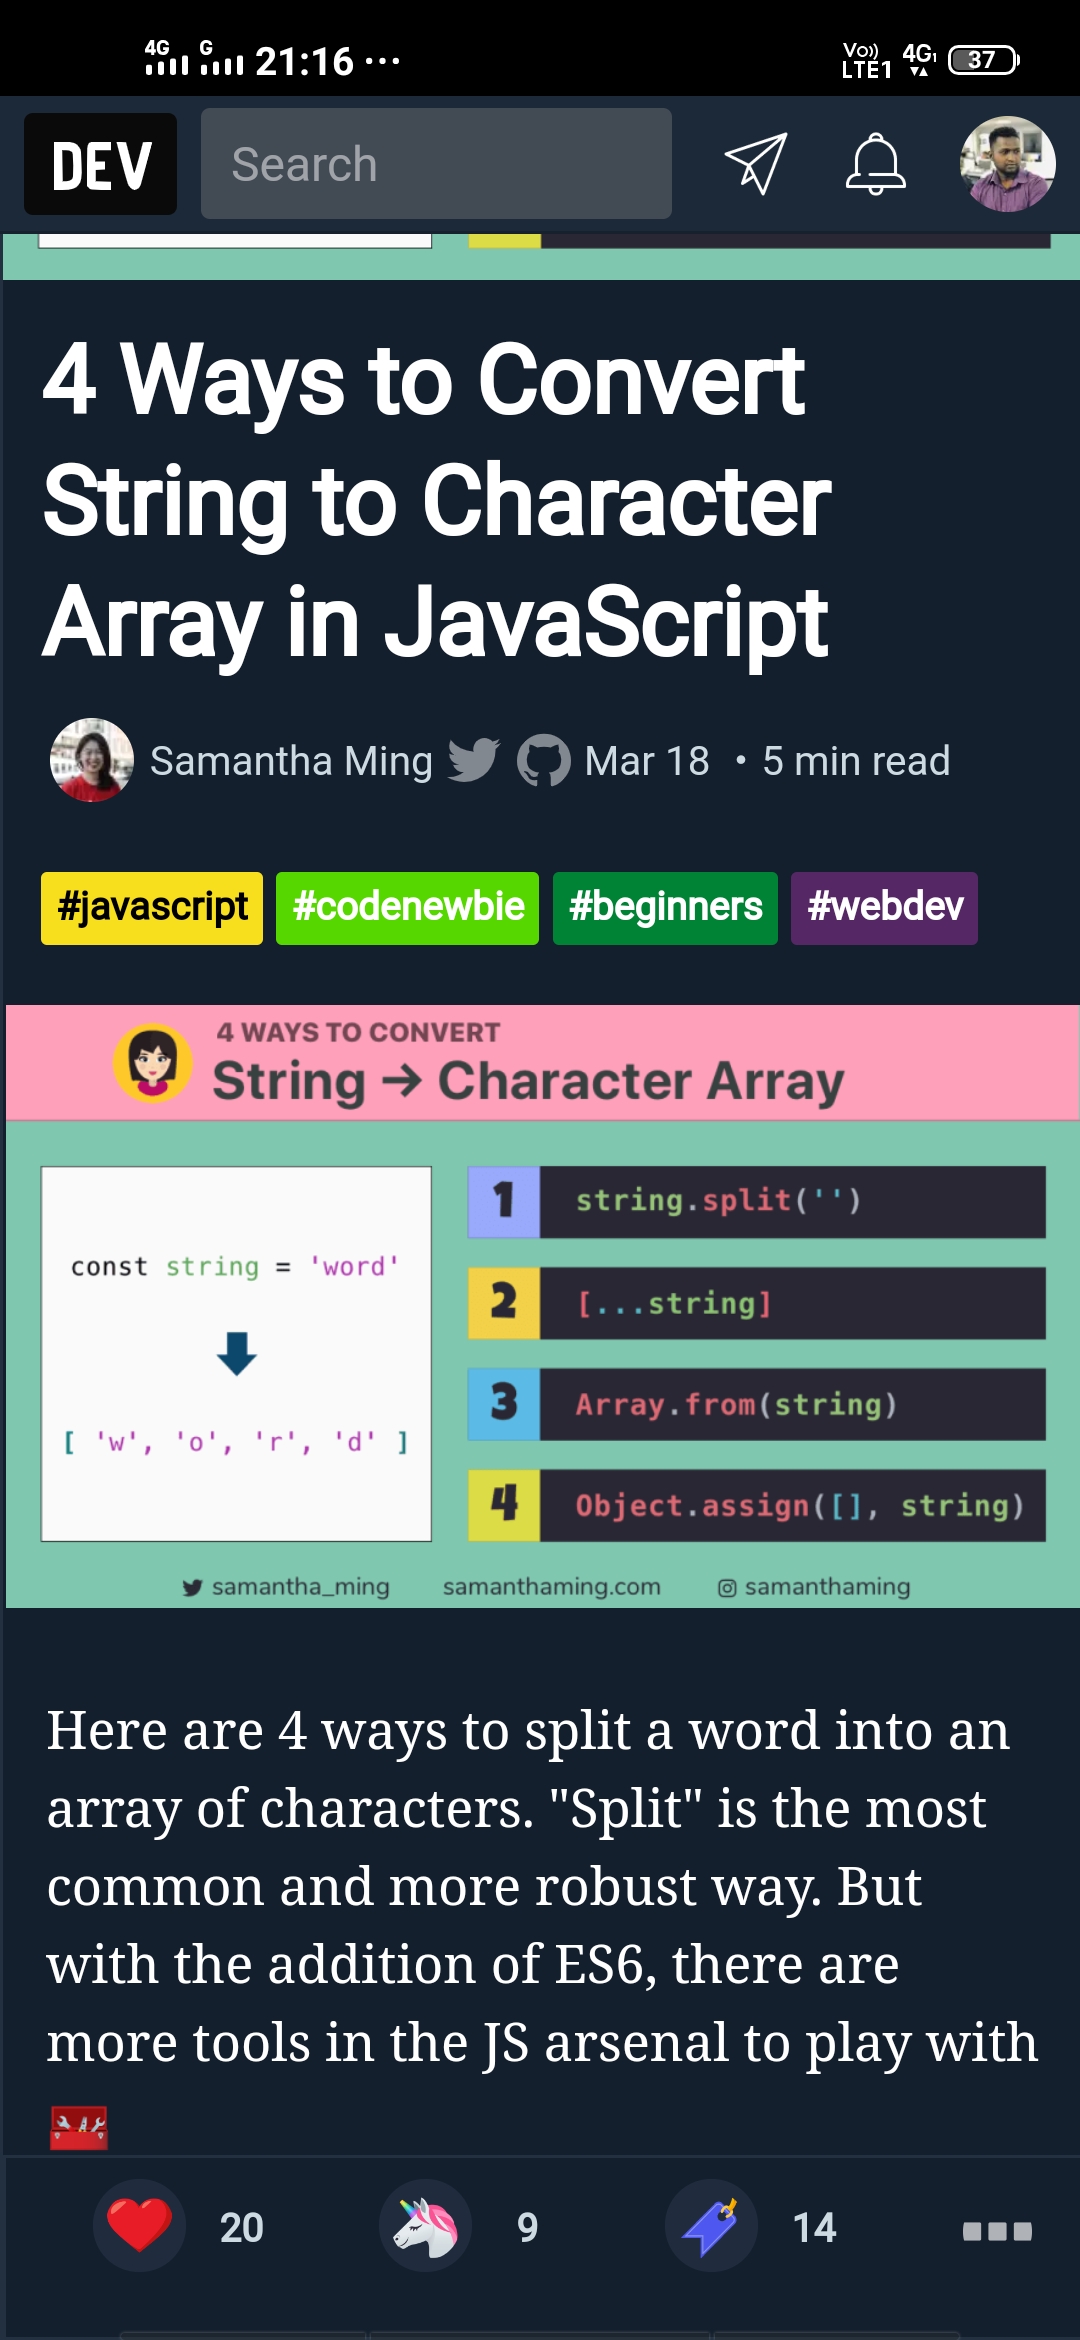 4G G 21:16 ...
Vo)) LTE1 4G1 37
DEV Search
4 Ways to Convert
String to Character
Array in JavaScript
Samantha Ming Mar 18 • 5 min read
#javascript #codenewbie #beginners #webdev
4 WAYS TO CONVERT
String → Character Array
const string = 'word'
[ 'w', 'o', 'r', 'd' ]
1 string.split('')
2 [...string]
3 Array.from(string)
4 Object.assign([], string)
samantha_ming samanthaming.com samanthaming
Here are 4 ways to split a word into an
array of characters. "Split" is the most
common and more robust way. But
with the addition of ES6, there are
more tools in the JS arsenal to play with
20 9 14